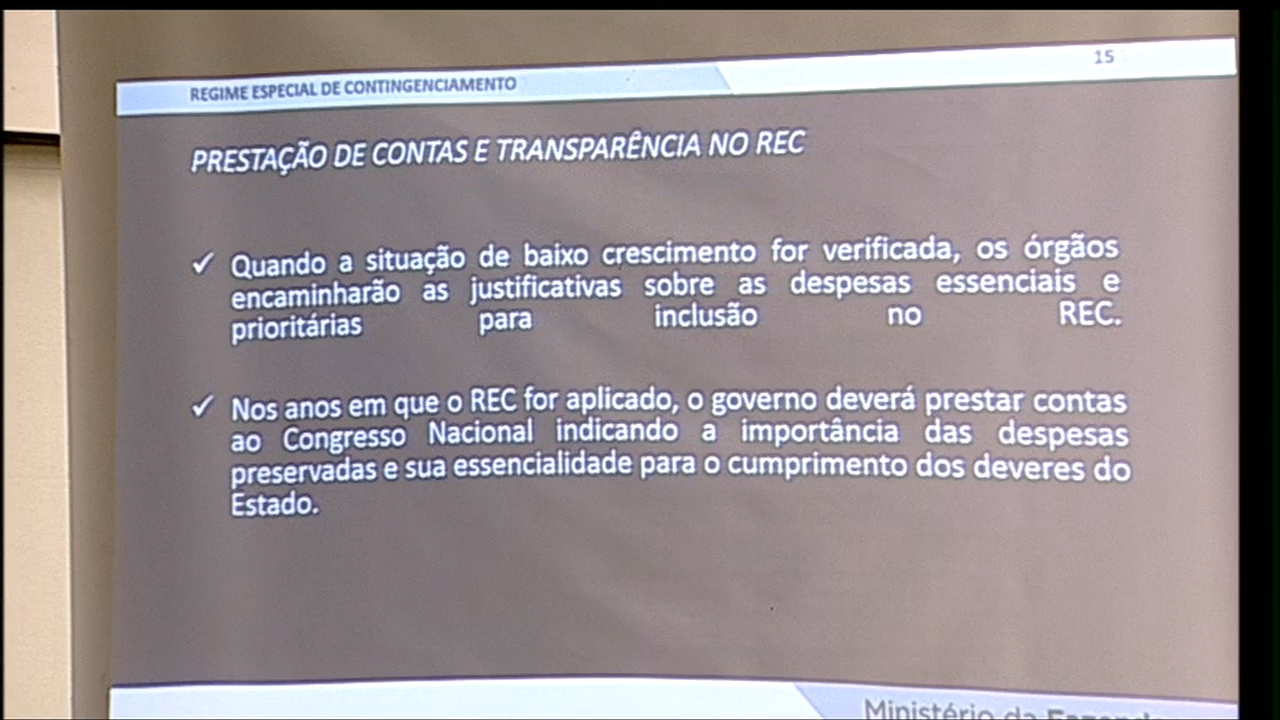 REGIME ESPECIAL DE CONTINGENCIAMENTO
15
PRESTAÇÃO DE CONTAS E TRANSPARÊNCIA NO REC
✓ Quando a situação de baixo crescimento for verificada, os órgãos
encaminharão as justificativas sobre as despesas essenciais e
prioritárias para inclusão no REC.
✓ Nos anos em que o REC for aplicado, o governo deverá prestar contas
ao Congresso Nacional indicando a importância das despesas
preservadas e sua essencialidade para o cumprimento dos deveres do
Estado.
Ministério da